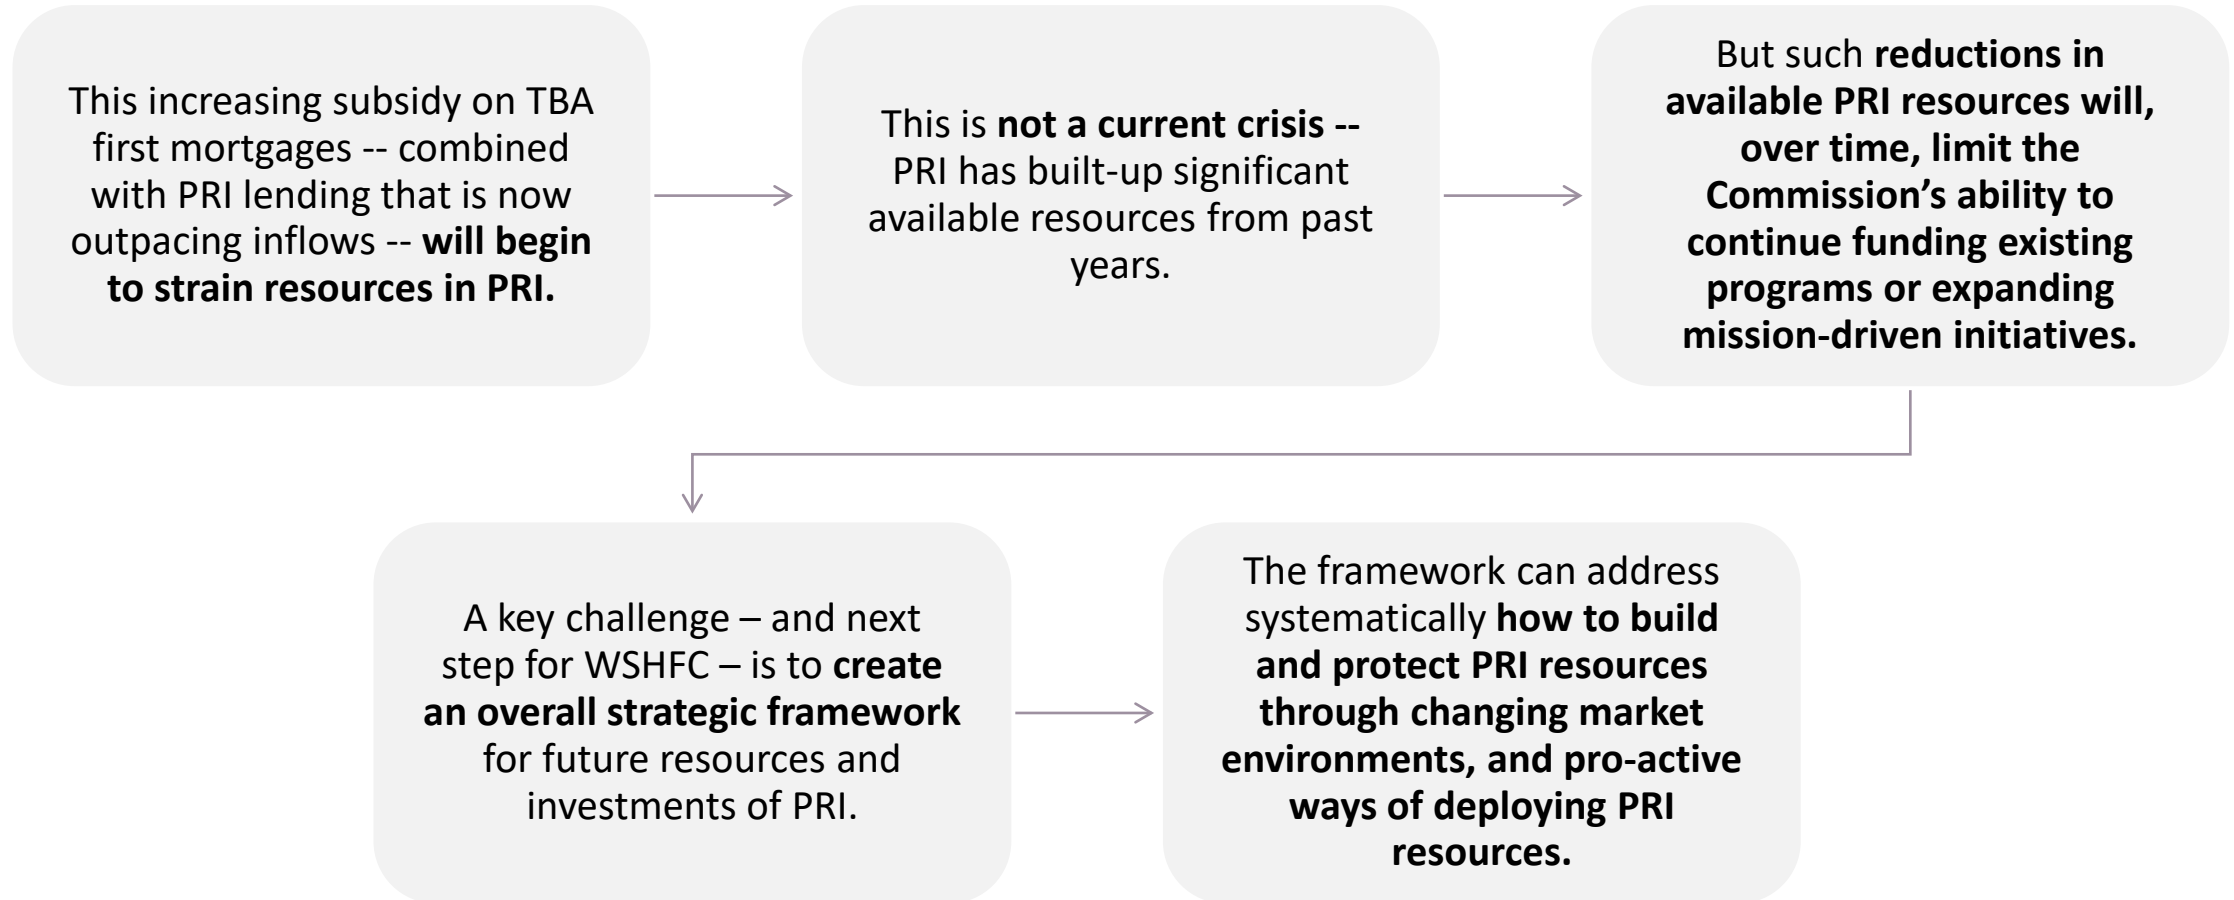 This increasing subsidy on TBA
first mortgages -- combined
with PRI lending that is now
outpacing inflows -- will begin
to strain resources in PRI.
This is not a current crisis --
PRI has built-up significant
available resources from past
years.
But such reductions in
available PRI resources will,
over time, limit the
Commission’s ability to
continue funding existing
programs or expanding
mission-driven initiatives.
A key challenge – and next
step for WSHFC – is to create
an overall strategic framework
for future resources and
investments of PRI.
The framework can address
systematically how to build
and protect PRI resources
through changing market
environments, and pro-active
ways of deploying PRI
resources.